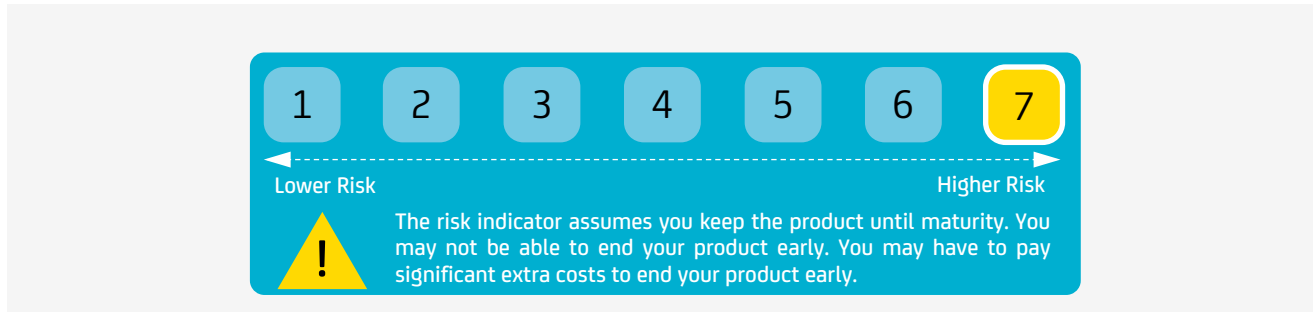 1 2 3 4 5 6 7
Lower Risk Higher Risk
!
The risk indicator assumes you keep the product until maturity. You
may not be able to end your product early. You may have to pay
significant extra costs to end your product early.